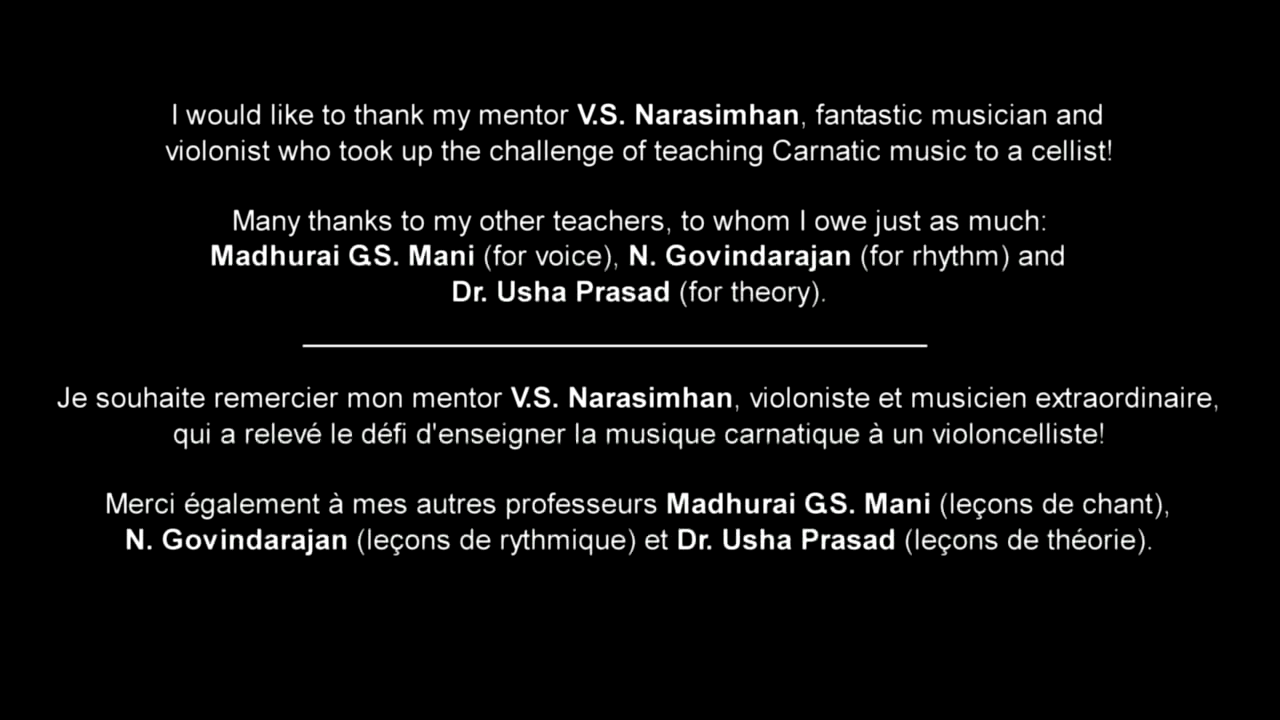 I would like to thank my mentor V.S. Narasimhan, fantastic musician and
violonist who took up the challenge of teaching Carnatic music to a cellist!
Many thanks to my other teachers, to whom I owe just as much:
Madhurai G.S. Mani (for voice), N. Govindarajan (for rhythm) and
Dr. Usha Prasad (for theory).
Je souhaite remercier mon mentor V.S. Narasimhan, violoniste et musicien extraordinaire,
qui a relevé le défi d'enseigner la musique carnatique à un violoncelliste!
Merci également à mes autres professeurs Madhurai G.S. Mani (leçons de chant),
N. Govindarajan (leçons de rythmique) et Dr. Usha Prasad (leçons de théorie).